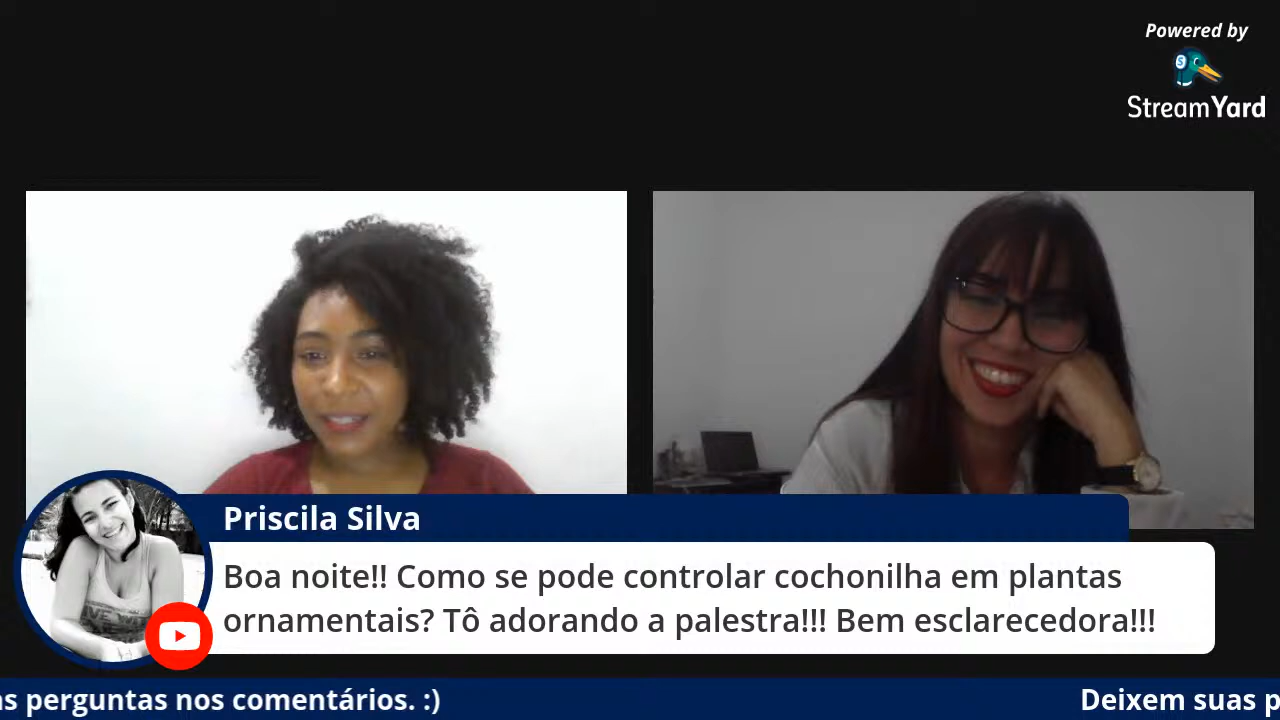 Powered by
StreamYard
Priscila Silva
Boa noite!! Como se pode controlar cochonilha em plantas
ornamentais? Tô adorando a palestra!!! Bem esclarecedora!!!
perguntas nos comentários. :)
Deixem suas